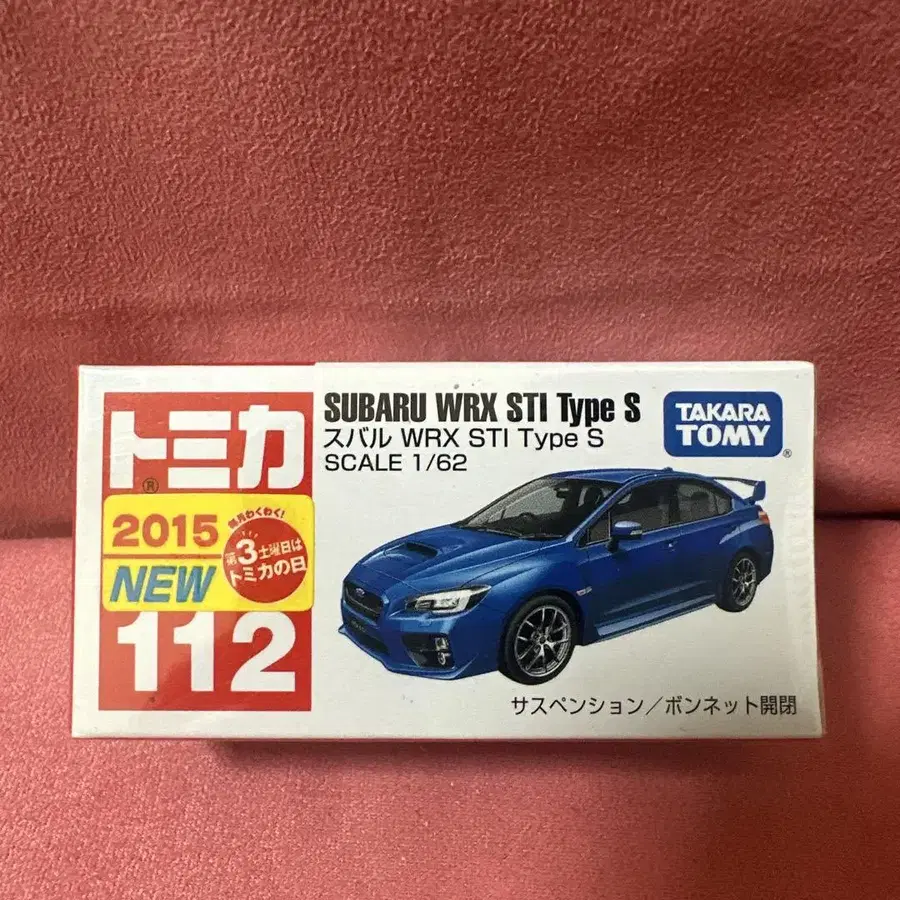 トミカ
®
2015
NEW
毎月わくわく!
第3土曜日は
トミカの日
112
SUBARU WRX STI Type S
スバル WRX STI Type S
SCALE 1/62
TAKARA
TOMY
®
サスペンション/ボンネット開閉